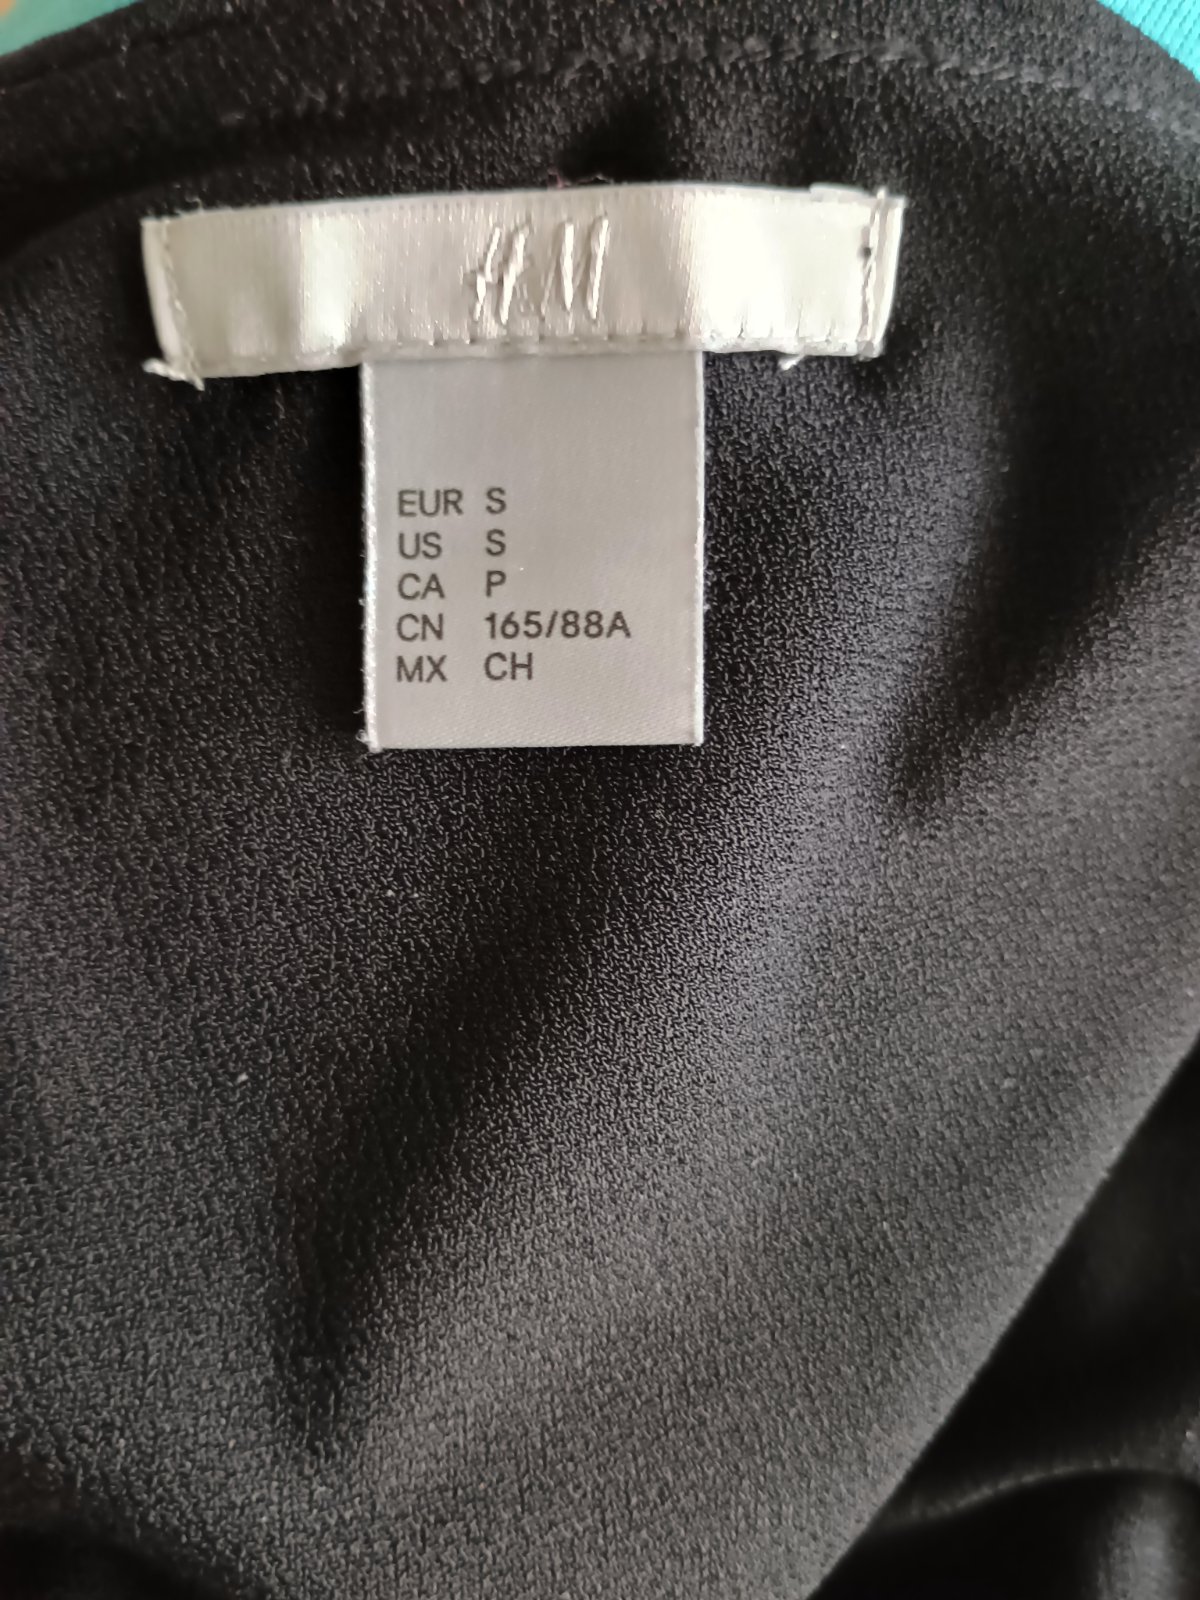 H&M
EUR S
US S
CA P
CN 165/88A
MX CH